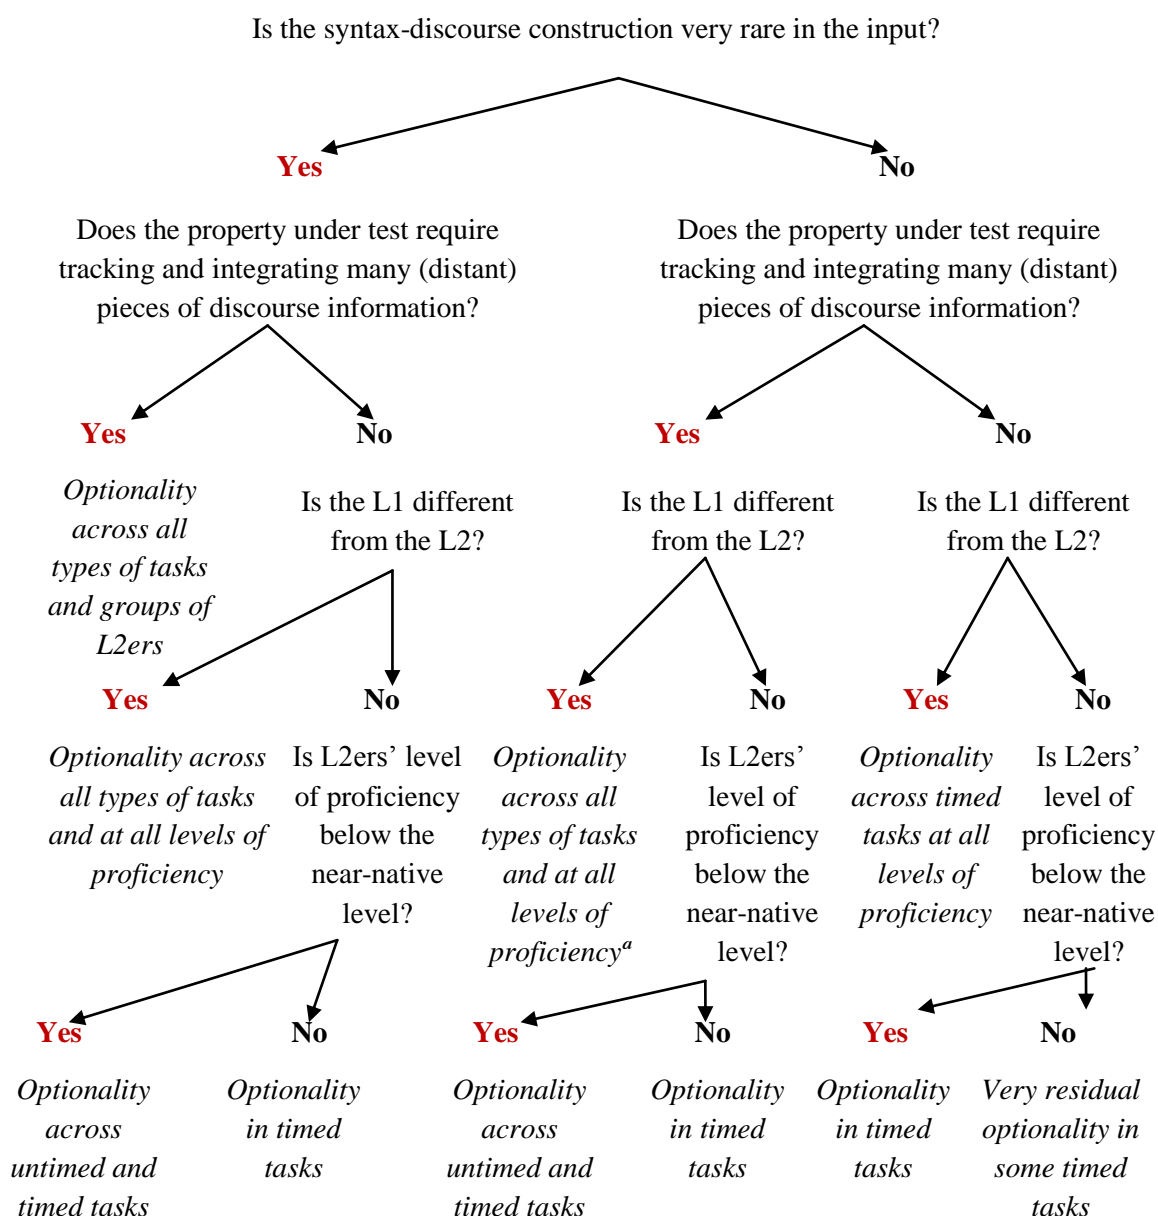 Is the syntax-discourse construction very rare in the input?
Yes
No
Does the property under test require
tracking and integrating many (distant)
pieces of discourse information?
Does the property under test require
tracking and integrating many (distant)
pieces of discourse information?
Yes
No
Yes
No
Optionality
across all
types of tasks
and groups of
L2ers
Is the L1 different
from the L2?
Is the L1 different
from the L2?
Is the L1 different
from the L2?
Yes
No
Yes
No
Yes
No
Optionality across
all types of tasks
and at all levels of
proficiency
Is L2ers’ level
of proficiency
below the
near-native
level?
Optionality
across all
types of tasks
and at all
levels of
proficiencyᵃ
Is L2ers’
level of
proficiency
below the
near-native
level?
Optionality
across timed
tasks at all
levels of
proficiency
Is L2ers’
level of
proficiency
below the
near-native
level?
Yes
No
Yes
No
Yes
No
Optionality
across
untimed and
timed tasks
Optionality
in timed
tasks
Optionality
across
untimed and
timed tasks
Optionality
in timed
tasks
Optionality
in timed
tasks
Very residual
optionality in
some timed
tasks